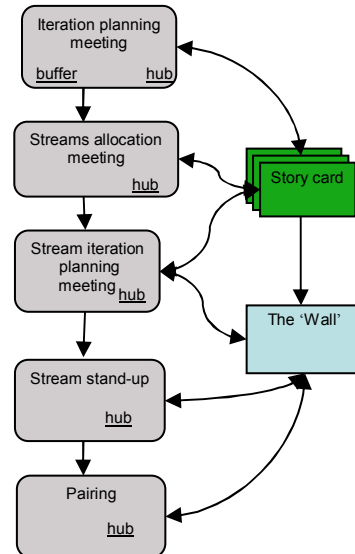 Iteration planning
meeting
buffer hub
Streams allocation
meeting
hub
Story card
Stream iteration
planning
meeting
hub
The ‘Wall’
Stream stand-up
hub
Pairing
hub